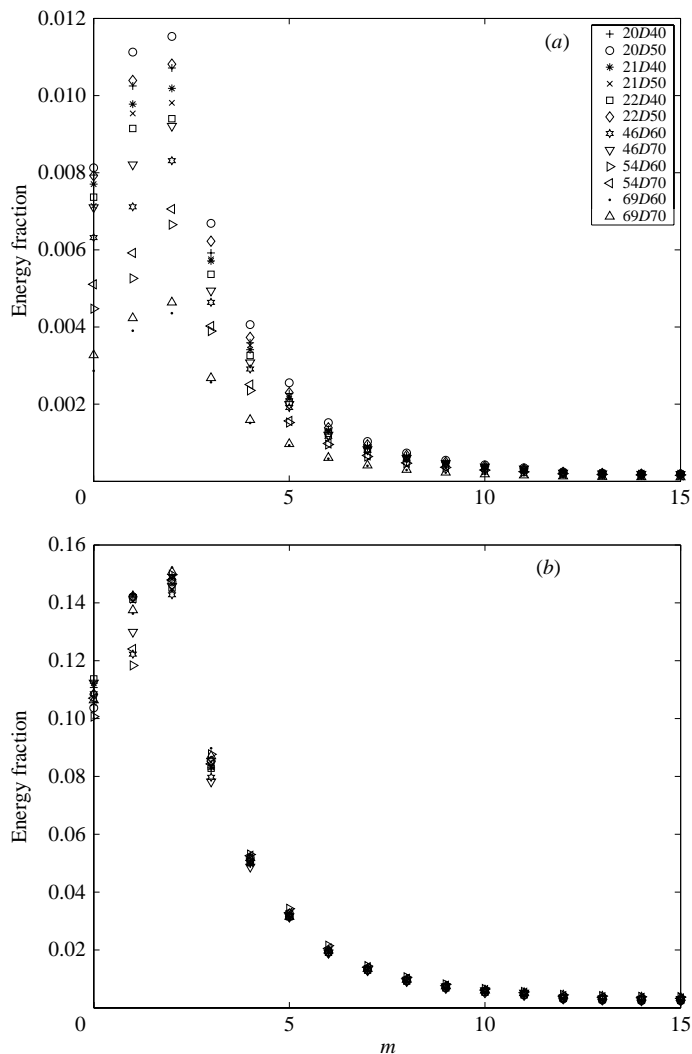 0.012
(a)
+ 20D40
○ 20D50
∗ 21D40
× 21D50
□ 22D40
◇ 22D50
✡ 46D60
▽ 46D70
▷ 54D60
◁ 54D70
· 69D60
△ 69D70
0.010
0.008
Energy fraction
0.006
0.004
0.002
0 5 10 15
0.16
(b)
0.14
0.12
0.10
Energy fraction
0.08
0.06
0.04
0.02
0 5 10 15
m